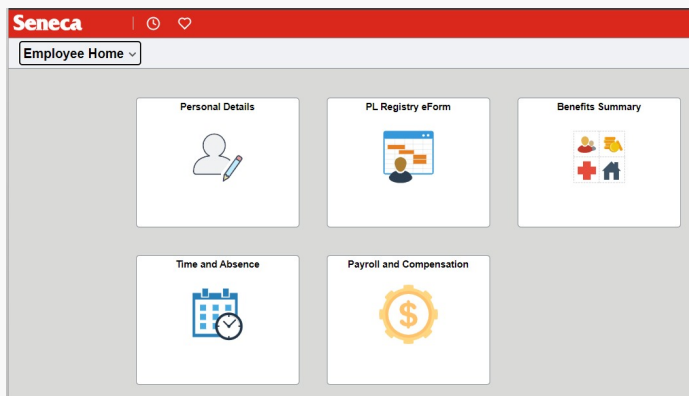 Seneca
Employee Home
Personal Details
PL Registry eForm
Benefits Summary
Time and Absence
Payroll and Compensation
$